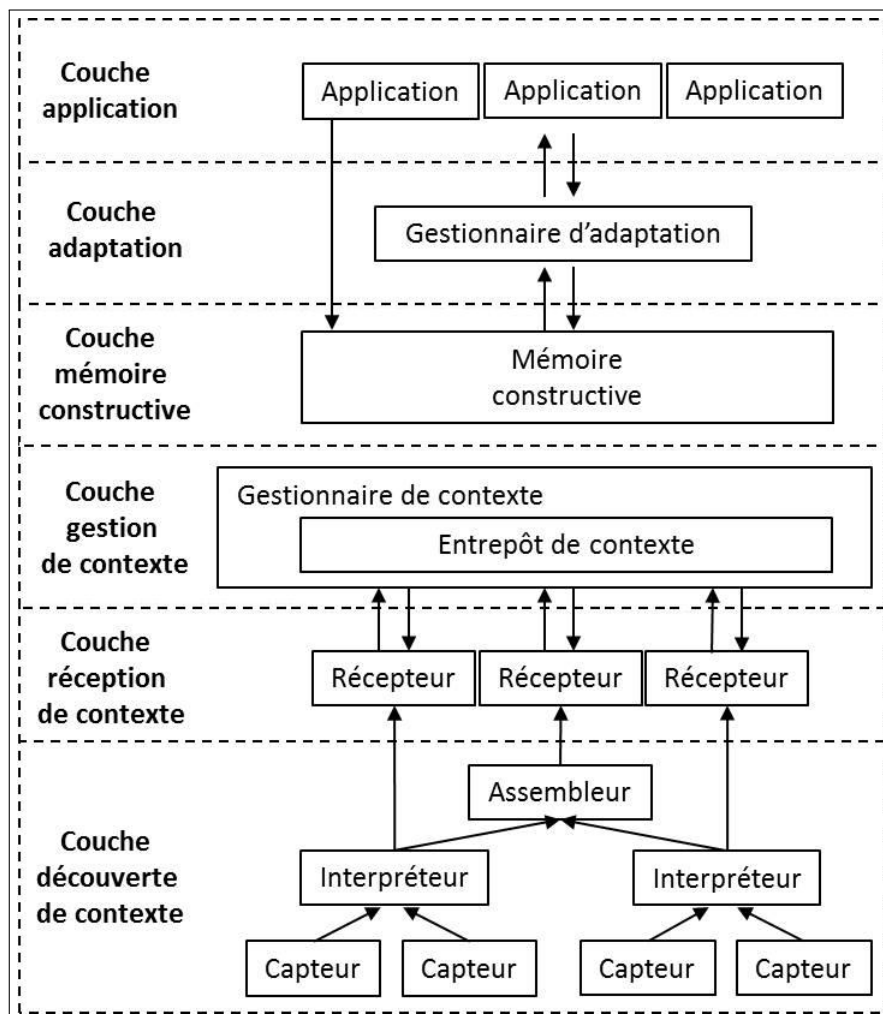 Couche
application
Application
Application
Application
Couche
adaptation
Gestionnaire d'adaptation
Couche
mémoire
constructive
Mémoire
constructive
Couche
gestion
de contexte
Gestionnaire de contexte
Entrepôt de contexte
Couche
réception
de contexte
Récepteur
Récepteur
Récepteur
Couche
découverte
de contexte
Assembleur
Interpréteur
Interpréteur
Capteur
Capteur
Capteur
Capteur